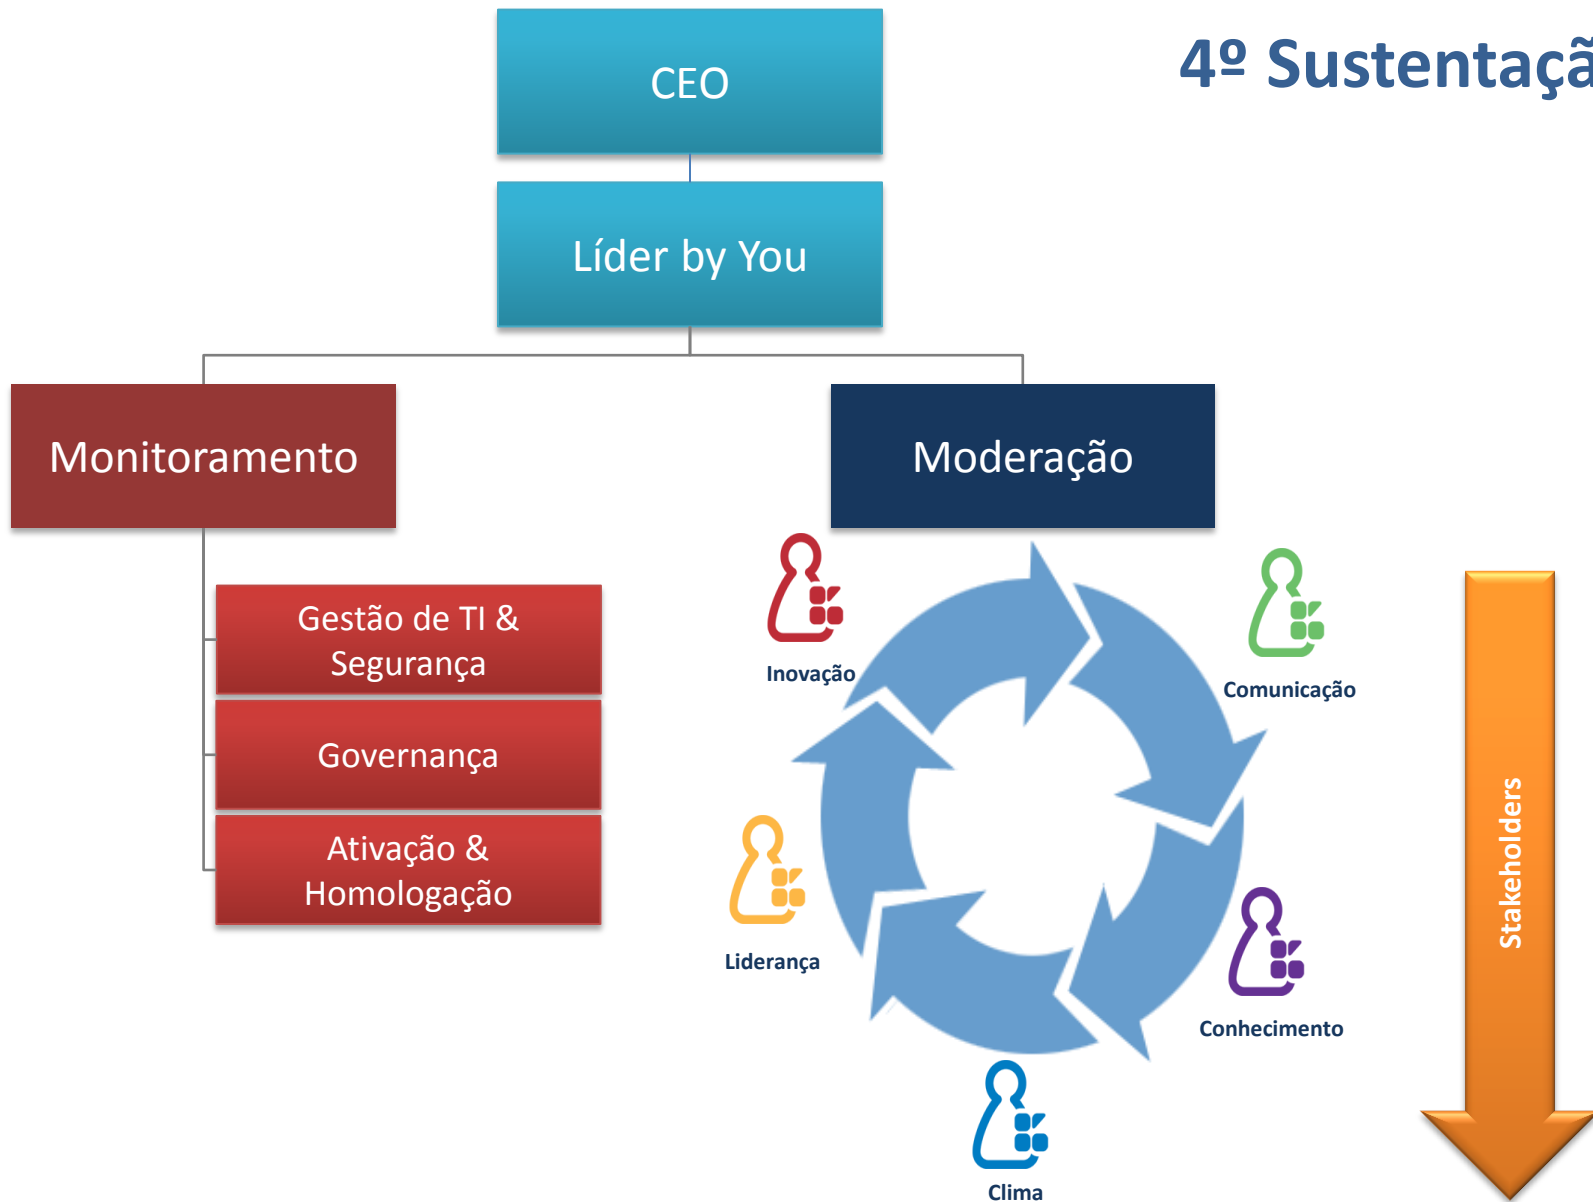 4º Sustentaçã
CEO
Líder by You
Monitoramento
Moderação
Gestão de TI &
Segurança
Governança
Ativação &
Homologação
Inovação
Comunicação
Liderança
Conhecimento
Clima
Stakeholders